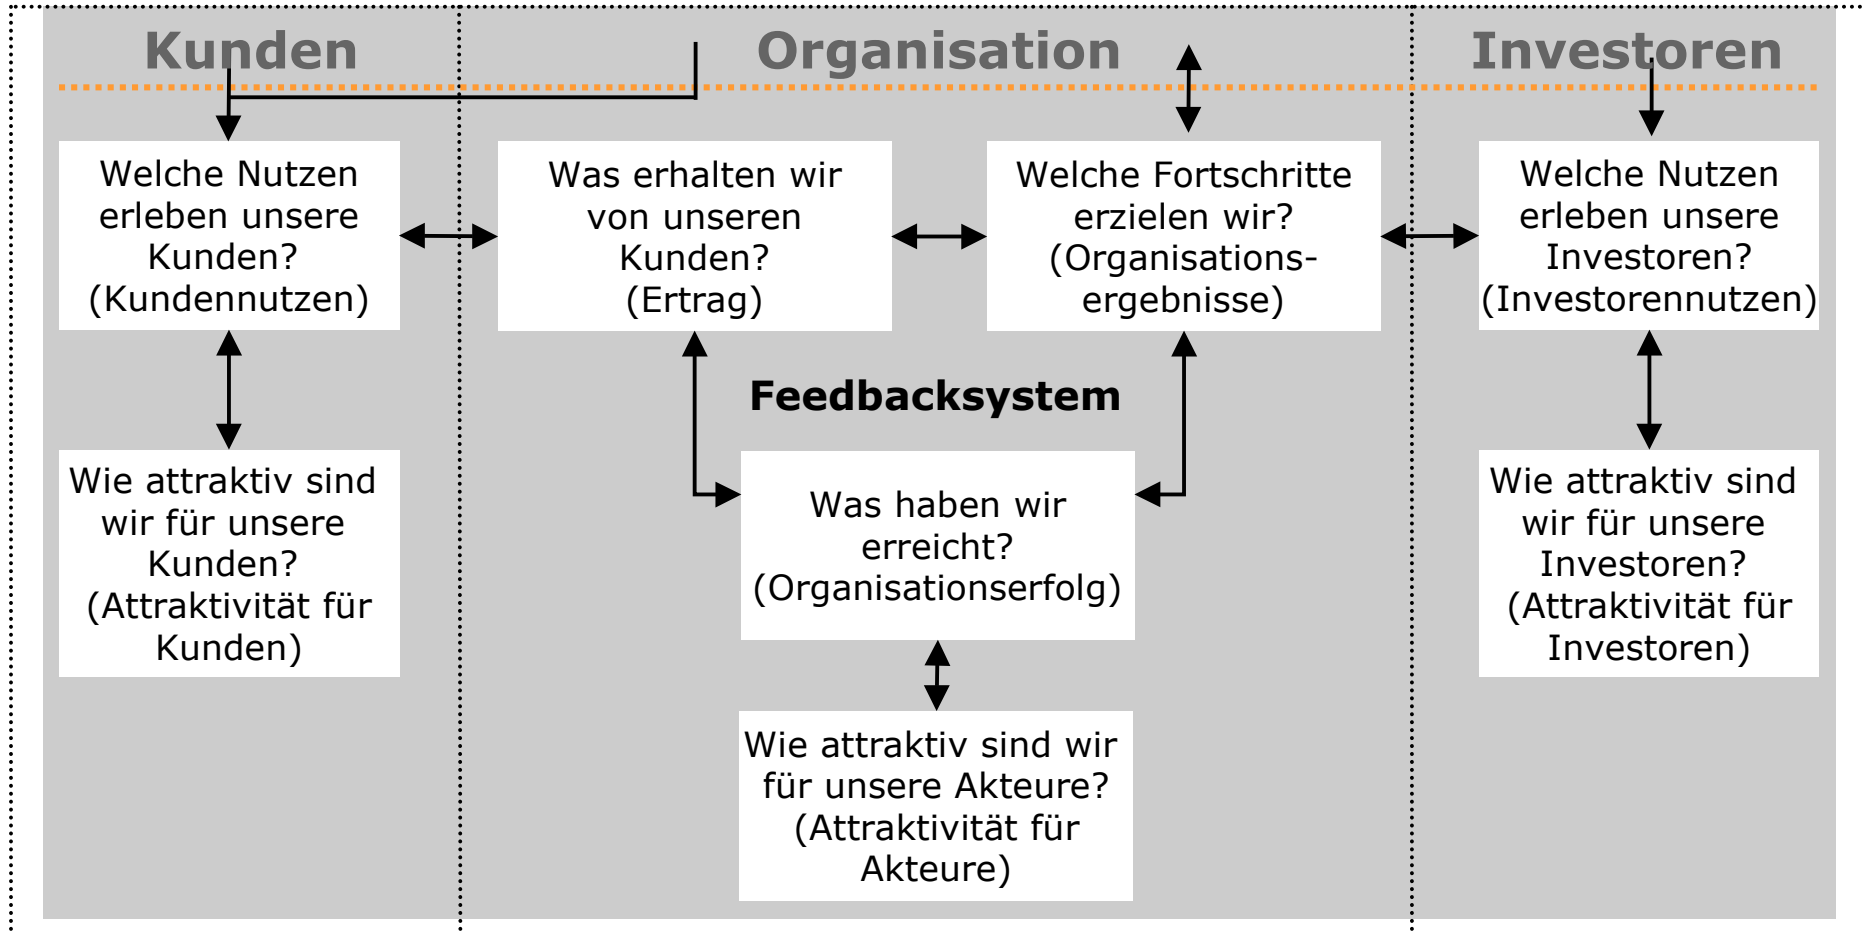 Kunden
Organisation
Investoren
Welche Nutzen
erleben unsere
Kunden?
(Kundennutzen)
Was erhalten wir
von unseren
Kunden?
(Ertrag)
Welche Fortschritte
erzielen wir?
(Organisations-
ergebnisse)
Welche Nutzen
erleben unsere
Investoren?
(Investorennutzen)
Feedbacksystem
Wie attraktiv sind
wir für unsere
Kunden?
(Attraktivität für
Kunden)
Was haben wir
erreicht?
(Organisationserfolg)
Wie attraktiv sind
wir für unsere
Investoren?
(Attraktivität für
Investoren)
Wie attraktiv sind wir
für unsere Akteure?
(Attraktivität für
Akteure)